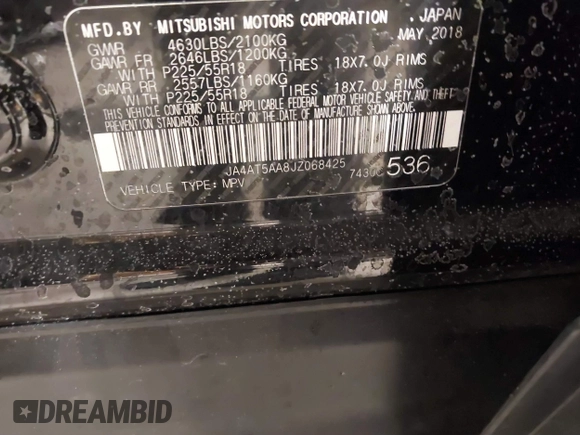 MFD.BY MITSUBISHI MOTORS CORPORATION JAPAN
MAY 2018
GVWR 4630LBS/2100KG
GAWR FR 2646LBS/1200KG
WITH P225/55R18 TIRES 18X7.0J RIMS
GAWR RR 2557LBS/1160KG
WITH P225/55R18 TIRES 18X7.0J RIMS
THIS VEHICLE CONFORMS TO ALL APPLICABLE FEDERAL MOTOR VEHICLE SAFETY AND THEFT
PREVENTION STANDARDS IN EFFECT ON THE DATE OF MANUFACTURE SHOWN ABOVE.
JA4AT5AA8JZ068425
VEHICLE TYPE: MPV 536
DREAMBID.COM